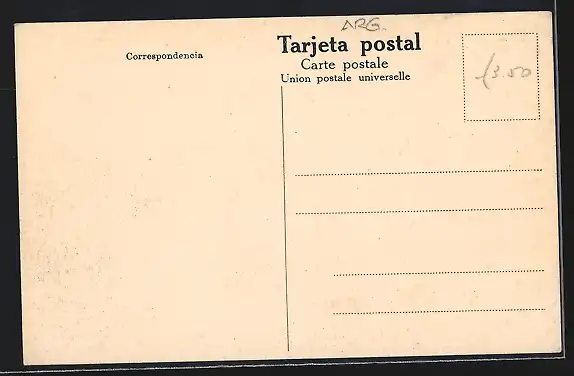 ARG.
Correspondencia
Tarjeta postal
Carte postale
Union postale universelle
3.50